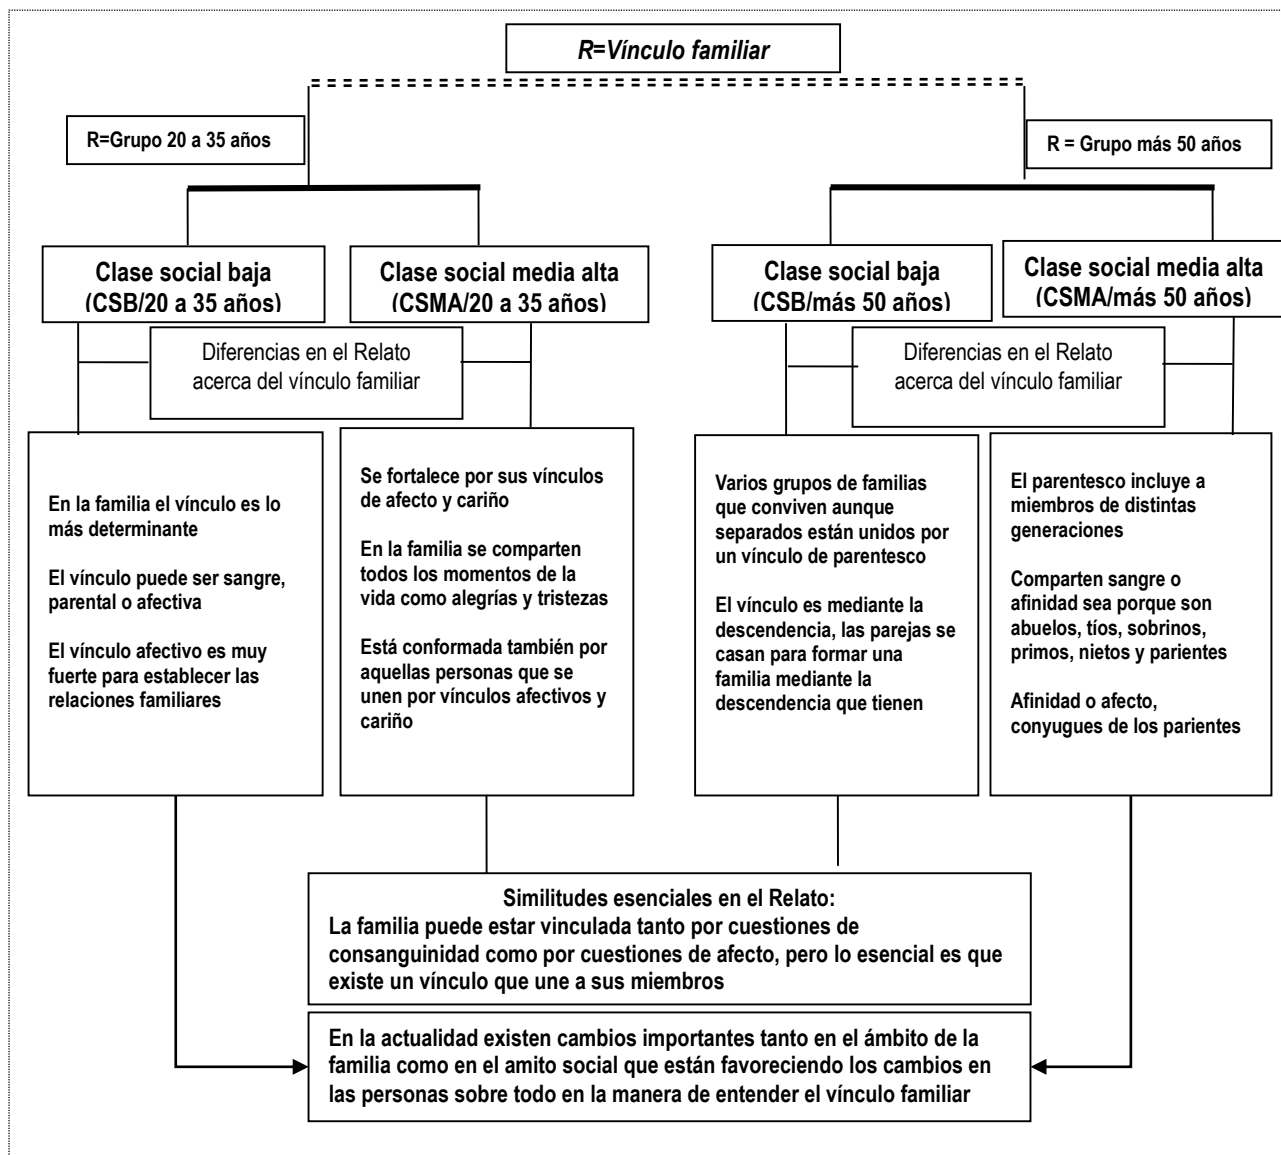 R=Vínculo familiar
R=Grupo 20 a 35 años
R = Grupo más 50 años
Clase social baja
(CSB/20 a 35 años)
Clase social media alta
(CSMA/20 a 35 años)
Clase social baja
(CSB/más 50 años)
Clase social media alta
(CSMA/más 50 años)
Diferencias en el Relato
acerca del vínculo familiar
Diferencias en el Relato
acerca del vínculo familiar
En la familia el vínculo es lo
más determinante
El vínculo puede ser sangre,
parental o afectiva
El vínculo afectivo es muy
fuerte para establecer las
relaciones familiares
Se fortalece por sus vínculos
de afecto y cariño
En la familia se comparten
todos los momentos de la
vida como alegrías y tristezas
Está conformada también por
aquellas personas que se
unen por vínculos afectivos y
cariño
Varios grupos de familias
que conviven aunque
separados están unidos por
un vínculo de parentesco
El vínculo es mediante la
descendencia, las parejas se
casan para formar una
familia mediante la
descendencia que tienen
El parentesco incluye a
miembros de distintas
generaciones
Comparten sangre o
afinidad sea porque son
abuelos, tíos, sobrinos,
primos, nietos y parientes
Afinidad o afecto,
conyugues de los parientes
Similitudes esenciales en el Relato:
La familia puede estar vinculada tanto por cuestiones de
consanguinidad como por cuestiones de afecto, pero lo esencial es que
existe un vínculo que une a sus miembros
En la actualidad existen cambios importantes tanto en el ámbito de la
familia como en el amito social que están favoreciendo los cambios en
las personas sobre todo en la manera de entender el vínculo familiar